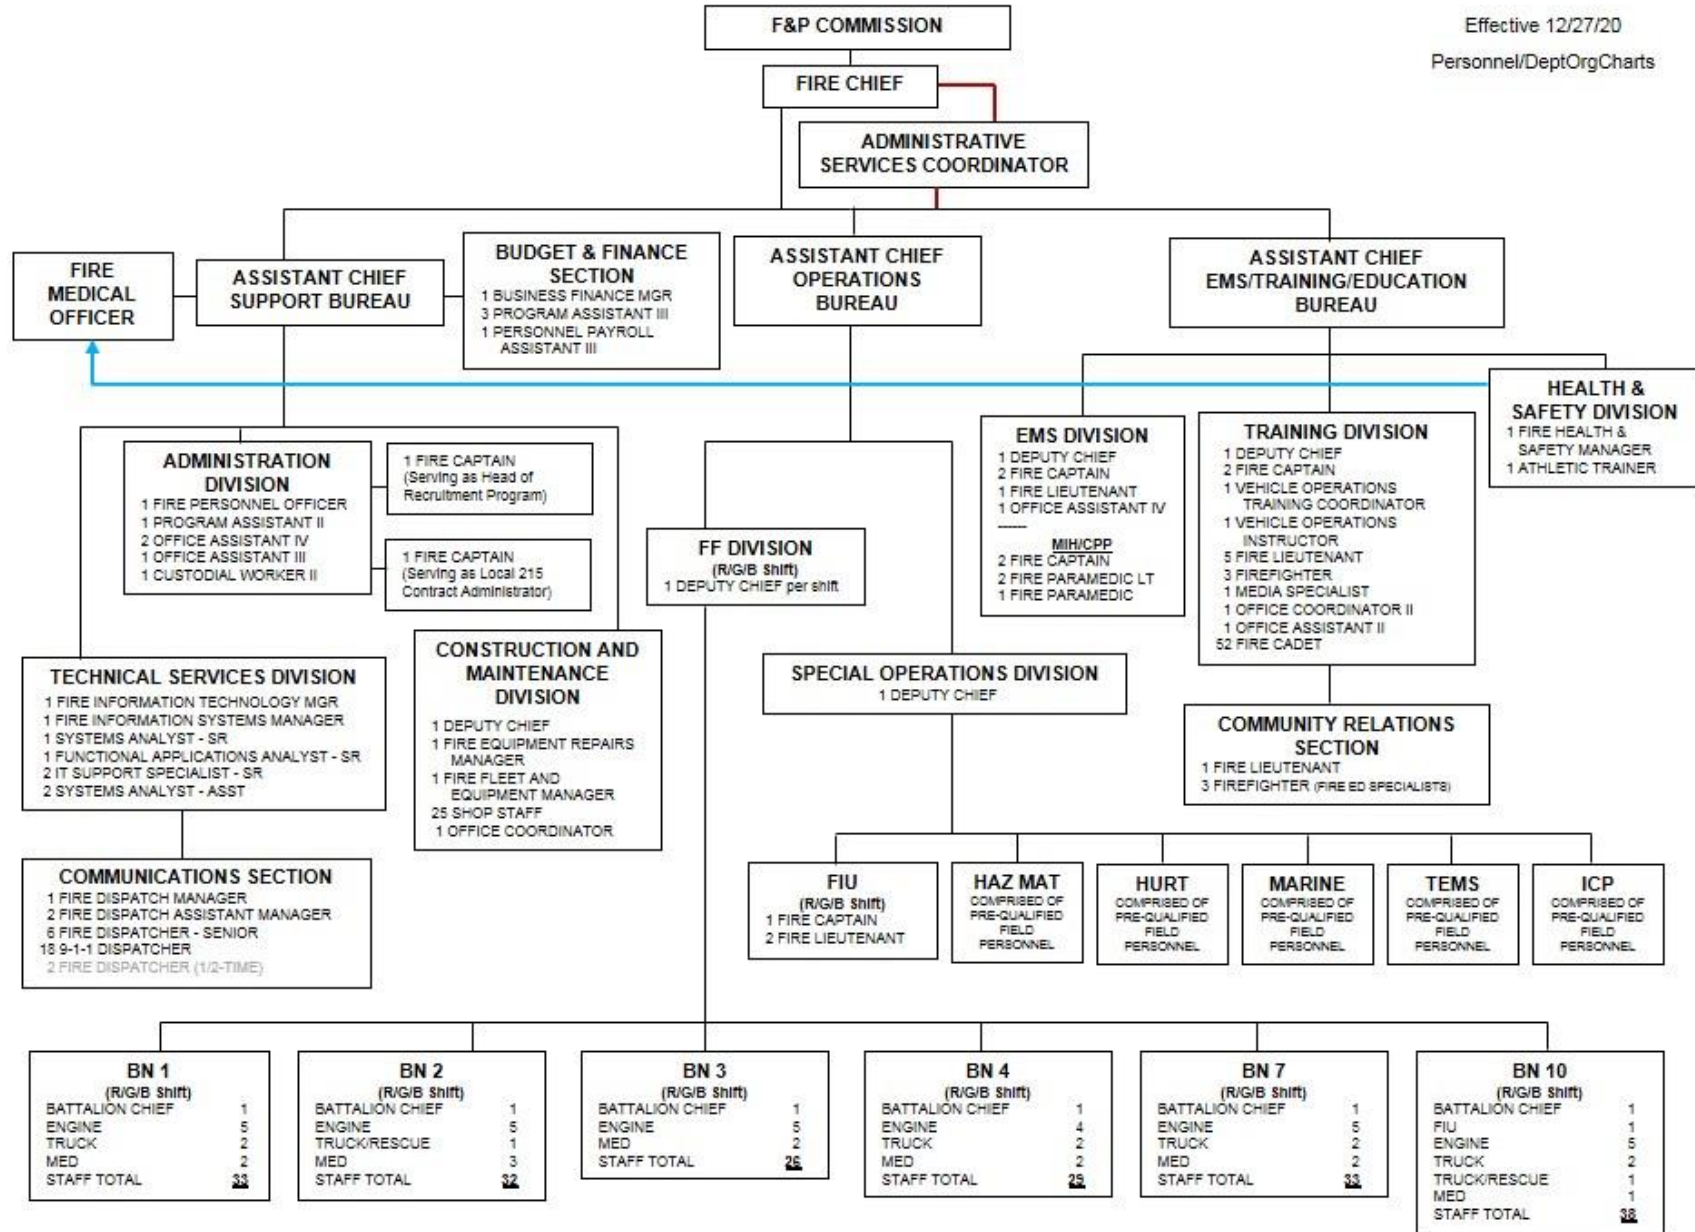 F&P COMMISSION
Effective 12/27/20
Personnel/DeptOrgCharts
FIRE CHIEF
ADMINISTRATIVE
SERVICES COORDINATOR
FIRE
MEDICAL
OFFICER
ASSISTANT CHIEF
SUPPORT BUREAU
BUDGET & FINANCE
SECTION
1 BUSINESS FINANCE MGR
3 PROGRAM ASSISTANT III
1 PERSONNEL PAYROLL
ASSISTANT III
ASSISTANT CHIEF
OPERATIONS
BUREAU
ASSISTANT CHIEF
EMS/TRAINING/EDUCATION
BUREAU
HEALTH &
SAFETY DIVISION
1 FIRE HEALTH &
SAFETY MANAGER
1 ATHLETIC TRAINER
ADMINISTRATION
DIVISION
1 FIRE PERSONNEL OFFICER
1 PROGRAM ASSISTANT II
2 OFFICE ASSISTANT IV
1 OFFICE ASSISTANT III
1 CUSTODIAL WORKER II
1 FIRE CAPTAIN
(Serving as Head of
Recruitment Program)
1 FIRE CAPTAIN
(Serving as Local 215
Contract Administrator)
FF DIVISION
(R/G/B Shift)
1 DEPUTY CHIEF per shift
EMS DIVISION
1 DEPUTY CHIEF
2 FIRE CAPTAIN
1 FIRE LIEUTENANT
1 OFFICE ASSISTANT IV
------
MIH/CPP
2 FIRE CAPTAIN
2 FIRE PARAMEDIC LT
1 FIRE PARAMEDIC
TRAINING DIVISION
1 DEPUTY CHIEF
2 FIRE CAPTAIN
1 VEHICLE OPERATIONS
TRAINING COORDINATOR
1 VEHICLE OPERATIONS
INSTRUCTOR
5 FIRE LIEUTENANT
3 FIREFIGHTER
1 MEDIA SPECIALIST
1 OFFICE COORDINATOR II
1 OFFICE ASSISTANT II
52 FIRE CADET
TECHNICAL SERVICES DIVISION
1 FIRE INFORMATION TECHNOLOGY MGR
1 FIRE INFORMATION SYSTEMS MANAGER
1 SYSTEMS ANALYST - SR
1 FUNCTIONAL APPLICATIONS ANALYST - SR
2 IT SUPPORT SPECIALIST - SR
2 SYSTEMS ANALYST - ASST
CONSTRUCTION AND
MAINTENANCE
DIVISION
1 DEPUTY CHIEF
1 FIRE EQUIPMENT REPAIRS
MANAGER
1 FIRE FLEET AND
EQUIPMENT MANAGER
25 SHOP STAFF
1 OFFICE COORDINATOR
SPECIAL OPERATIONS DIVISION
1 DEPUTY CHIEF
COMMUNITY RELATIONS
SECTION
1 FIRE LIEUTENANT
3 FIREFIGHTER (FIRE ED SPECIALISTS)
COMMUNICATIONS SECTION
1 FIRE DISPATCH MANAGER
2 FIRE DISPATCH ASSISTANT MANAGER
6 FIRE DISPATCHER - SENIOR
18 9-1-1 DISPATCHER
2 FIRE DISPATCHER (1/2-TIME)
FIU
(R/G/B Shift)
1 FIRE CAPTAIN
2 FIRE LIEUTENANT
HAZ MAT
COMPRISED OF
PRE-QUALIFIED
FIELD
PERSONNEL
HURT
COMPRISED OF
PRE-QUALIFIED
FIELD
PERSONNEL
MARINE
COMPRISED OF
PRE-QUALIFIED
FIELD
PERSONNEL
TEMS
COMPRISED OF
PRE-QUALIFIED
FIELD
PERSONNEL
ICP
COMPRISED OF
PRE-QUALIFIED
FIELD
PERSONNEL
BN 1
(R/G/B Shift)
BATTALION CHIEF 1
ENGINE 5
TRUCK 2
MED 2
STAFF TOTAL 33
BN 2
(R/G/B Shift)
BATTALION CHIEF 1
ENGINE 5
TRUCK/RESCUE 1
MED 3
STAFF TOTAL 32
BN 3
(R/G/B Shift)
BATTALION CHIEF 1
ENGINE 5
MED 2
STAFF TOTAL 26
BN 4
(R/G/B Shift)
BATTALION CHIEF 1
ENGINE 4
TRUCK 2
MED 2
STAFF TOTAL 29
BN 7
(R/G/B Shift)
BATTALION CHIEF 1
ENGINE 5
TRUCK 2
MED 2
STAFF TOTAL 33
BN 10
(R/G/B Shift)
BATTALION CHIEF 1
FIU 1
ENGINE 5
TRUCK 2
TRUCK/RESCUE 1
MED 1
STAFF TOTAL 38